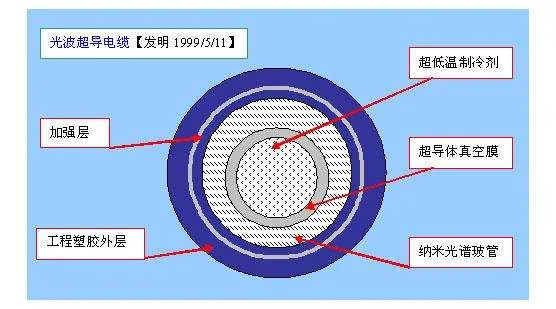 光波超导电缆【发明 1999/5/11】
超低温制冷剂
加强层
超导体真空膜
工程塑胶外层
纳米光谱玻管